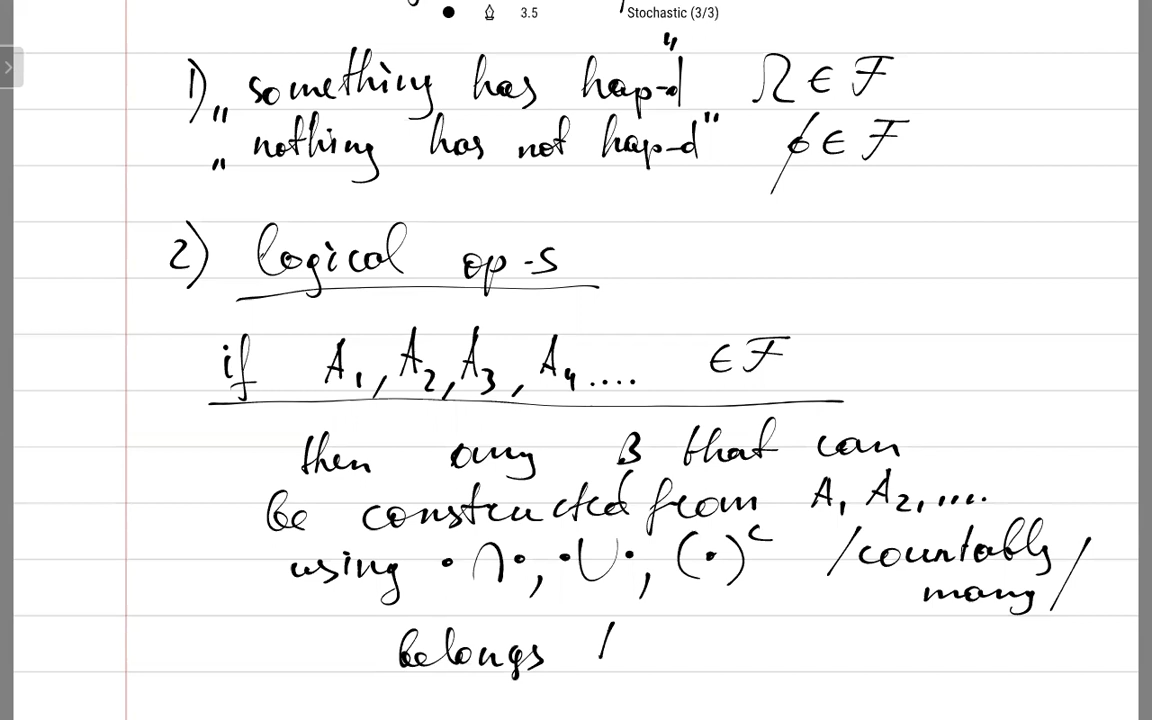 3.5 Stochastic (3/3)
1) „something has hap-d" Ω ∈ ℱ
„nothing has not hap-d" ∅ ∈ ℱ
2) logical op-s
if A₁, A₂, A₃, A₄.... ∈ ℱ
then any B that can
be constructed from A₁ A₂, ....
using •∩•, •∪•, (•)ᶜ /countably
many/
belongs